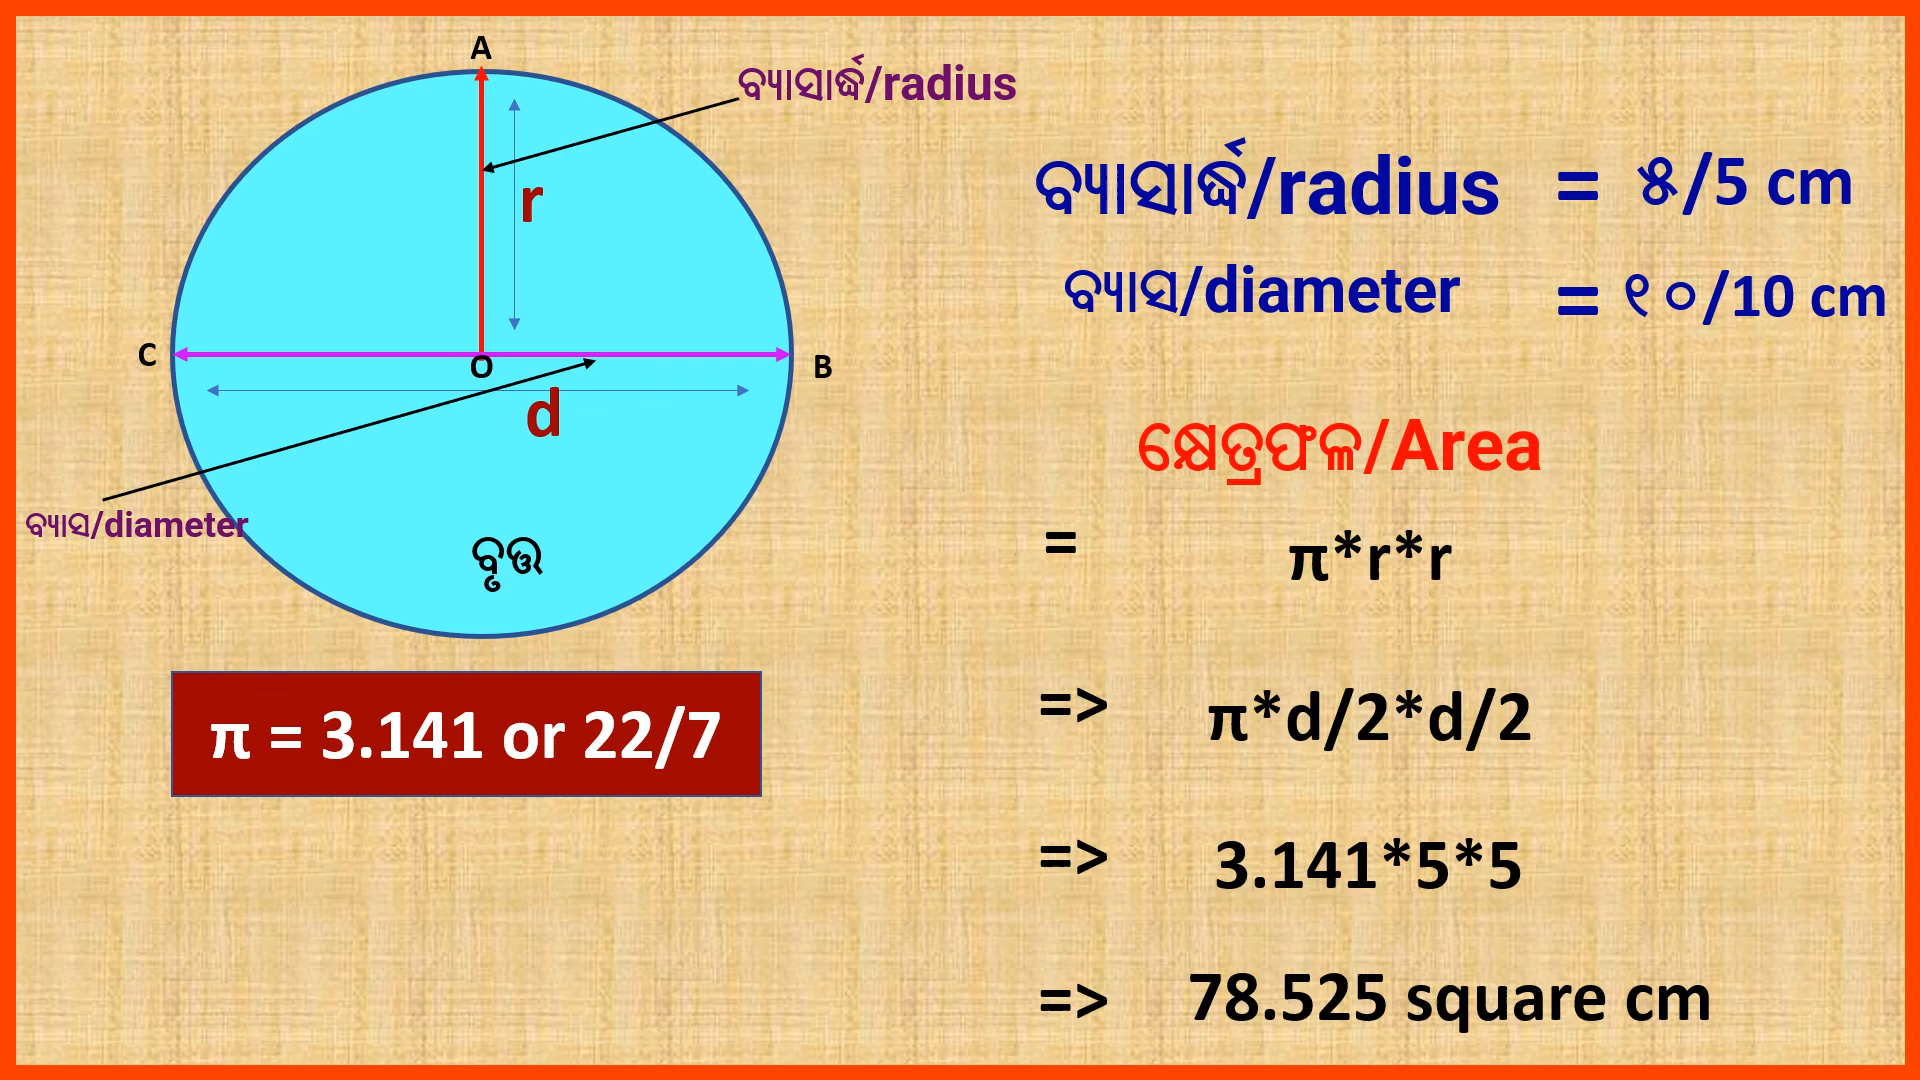 A
ବ୍ୟାସାର୍ଦ୍ଧ/radius
r
C
O
B
d
ବ୍ୟାସ/diameter
ବୃତ୍ତ
π = 3.141 or 22/7
ବ୍ୟାସାର୍ଦ୍ଧ/radius = ୫/5 cm
ବ୍ୟାସ/diameter = ୧୦/10 cm
କ୍ଷେତ୍ରଫଳ/Area
= π*r*r
=> π*d/2*d/2
=> 3.141*5*5
=> 78.525 square cm